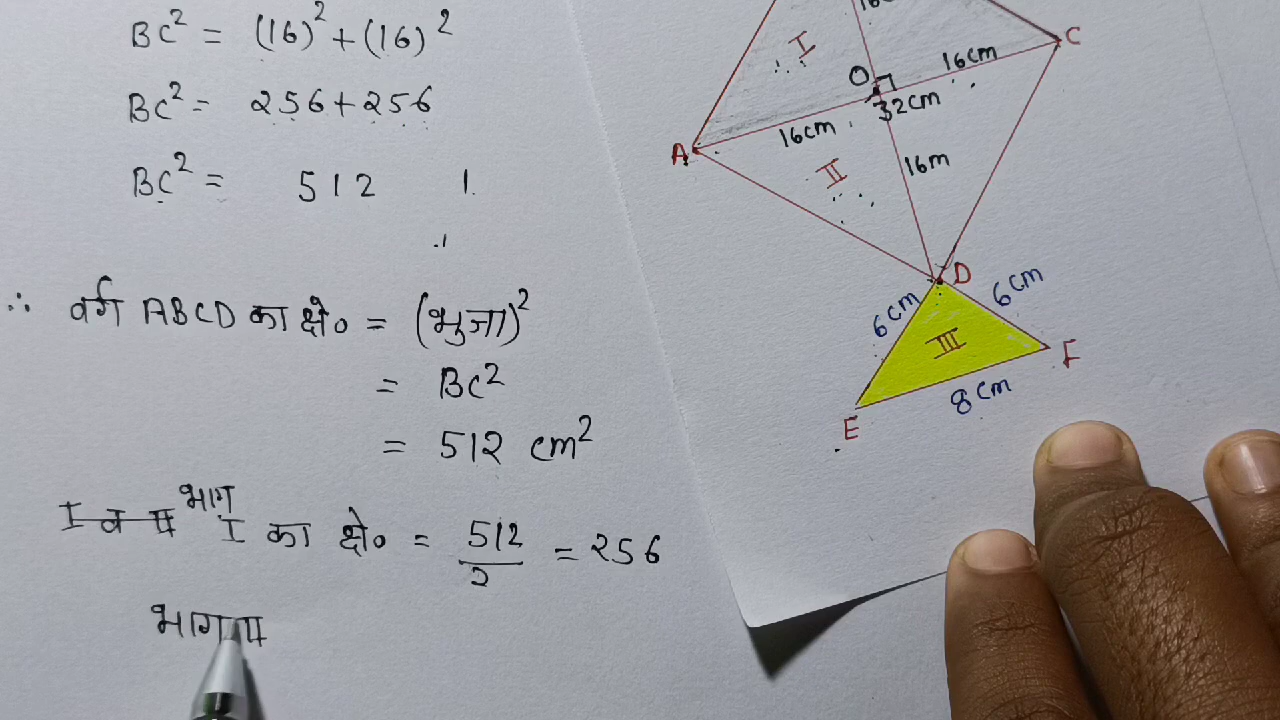 BC² = (16)² + (16)²
BC² = 256 + 256
BC² = 512
∴ वर्ग ABCD का क्षे० = (भुजा)²
= BC²
= 512 cm²
I व II भाग I का क्षे० = 512/2 = 256
भाग II
I
O
16cm
C
32cm
16cm
A
II
16m
D
6cm
6cm
III
F
8cm
E